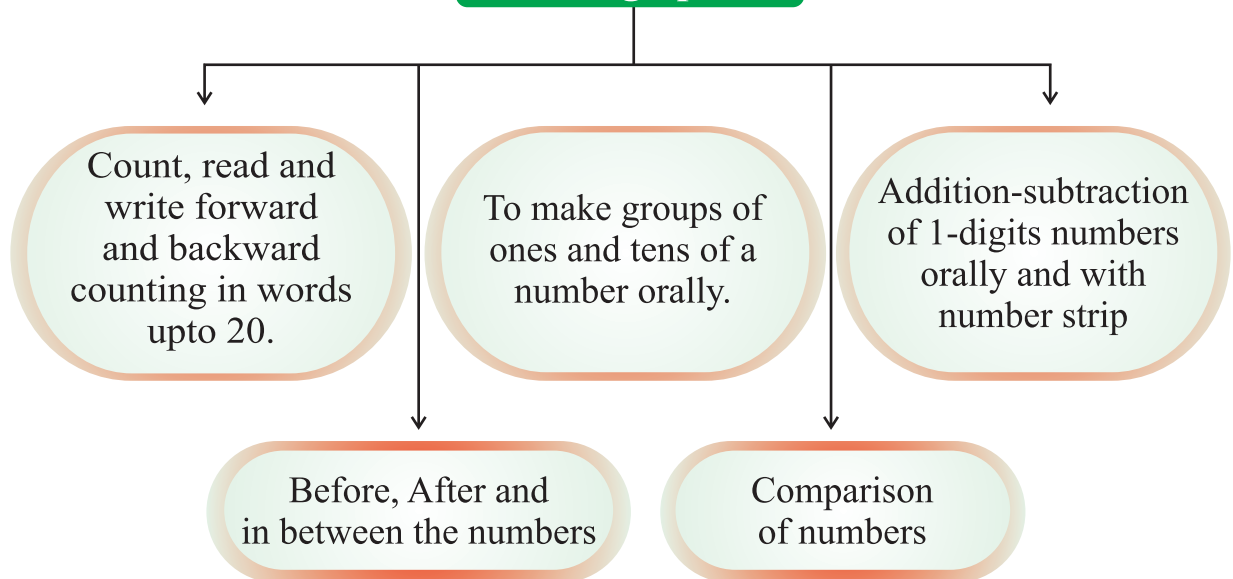 Count, read and
write forward
and backward
counting in words
upto 20.
To make groups of
ones and tens of a
number orally.
Addition-subtraction
of 1-digits numbers
orally and with
number strip
Before, After and
in between the numbers
Comparison
of numbers